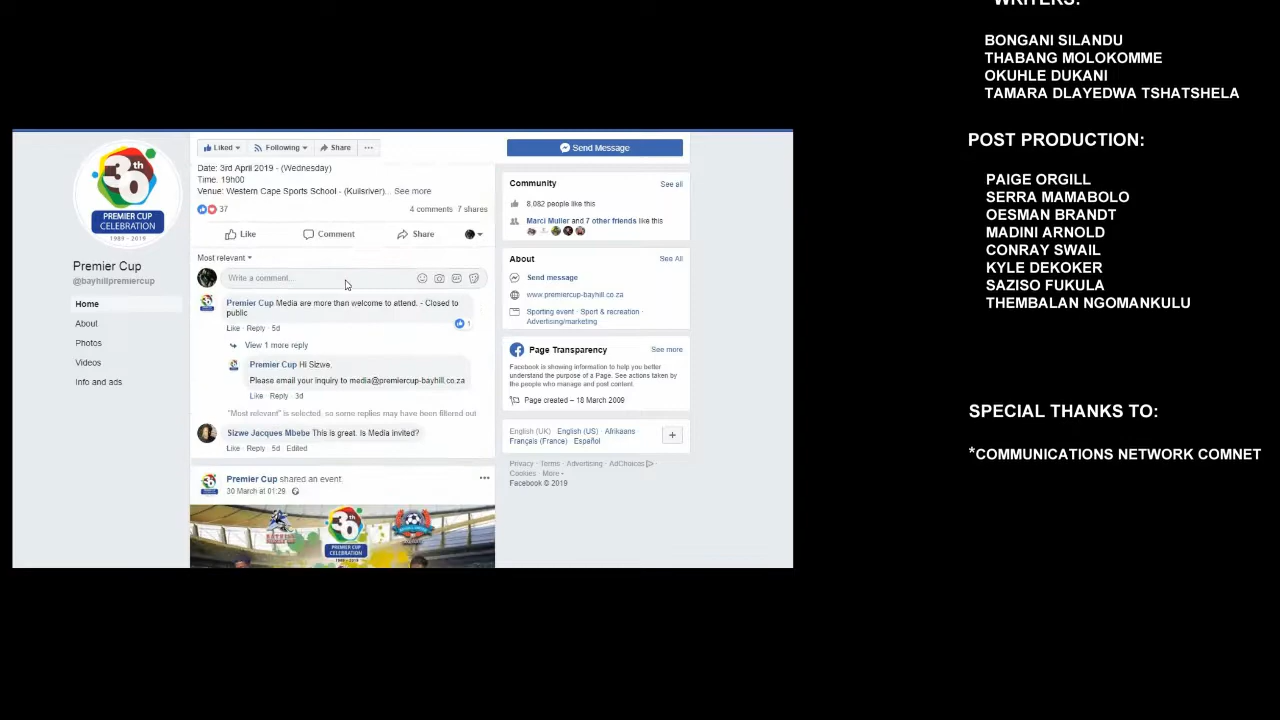 WRITERS:
BONGANI SILANDU
THABANG MOLOKOMME
OKUHLE DUKANI
TAMARA DLAYEDWA TSHATSHELA
POST PRODUCTION:
PAIGE ORGILL
SERRA MAMABOLO
OESMAN BRANDT
MADINI ARNOLD
CONRAY SWAIL
KYLE DEKOKER
SAZISO FUKULA
THEMBALAN NGOMANKULU
SPECIAL THANKS TO:
*COMMUNICATIONS NETWORK COMNET
30th
PREMIER CUP
CELEBRATION
1989 - 2019
Premier Cup
@bayhillpremiercup
Home
About
Photos
Videos
Info and ads
Liked Following Share
Date: 3rd April 2019 - (Wednesday)
Time: 19h00
Venue: Western Cape Sports School - (Kuilsriver)... See more
37 4 comments 7 shares
Like Comment Share
Most relevant
Write a comment...
Premier Cup Media are more than welcome to attend. - Closed to
public
1
Like · Reply · 5d
View 1 more reply
Premier Cup Hi Sizwe.
Please email your inquiry to media@premiercup-bayhill.co.za
Like · Reply · 3d
"Most relevant" is selected, so some replies may have been filtered out
Sizwe Jacques Mbebe This is great. Is Media invited?
Like · Reply · 5d · Edited
Premier Cup shared an event.
30 March at 01:29
30th
PREMIER CUP
CELEBRATION
Send Message
Community See all
8,082 people like this
Marci Muller and 7 other friends like this
About See All
Send message
www.premiercup-bayhill.co.za
Sporting event · Sport & recreation ·
Advertising/marketing
Page Transparency See more
Facebook is showing information to help you better
understand the purpose of a Page. See actions taken by
the people who manage and post content.
Page created – 18 March 2009
English (UK) · English (US) · Afrikaans
Français (France) · Español
Privacy · Terms · Advertising · AdChoices
Cookies · More
Facebook © 2019